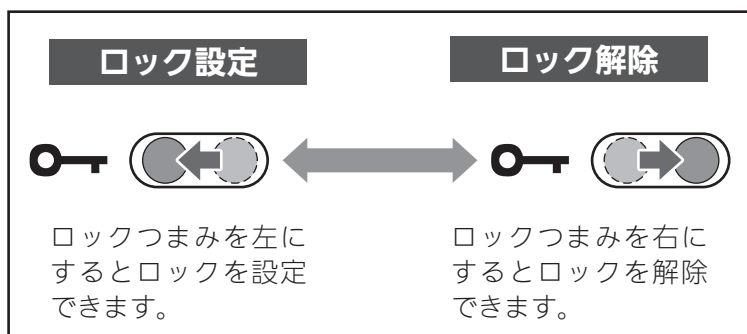 ロック設定
ロックつまみを左に
するとロックを設定
できます。
ロック解除
ロックつまみを右に
するとロックを解除
できます。